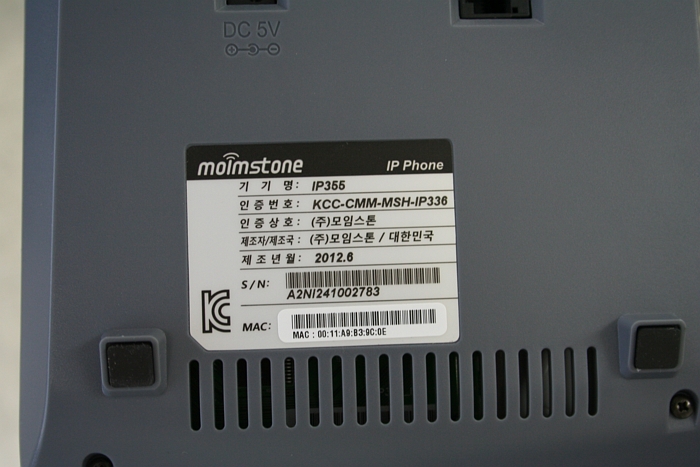 DC 5V
moimstone IP Phone
기 기 명: IP355
인 증 번 호: KCC-CMM-MSH-IP336
인 증 상 호: (주)모임스톤
제조자/제조국: (주)모임스톤 / 대한민국
제 조 년 월: 2012.6
S/N:
A2NI241002783
MAC:
MAC : 00:11:A9:B3:9C:0E